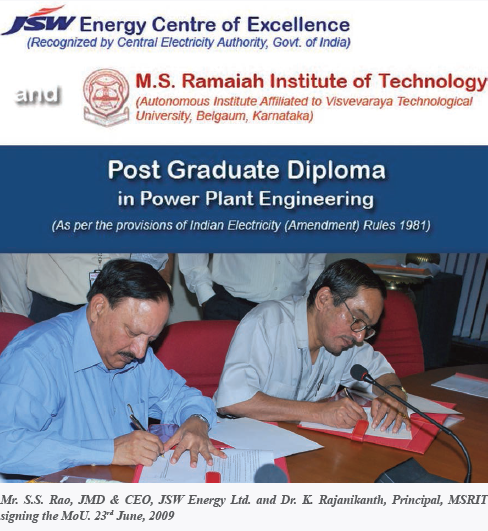 JSW Energy Centre of Excellence
(Recognized by Central Electricity Authority, Govt. of India)
and
M.S. Ramaiah Institute of Technology
(Autonomous Institute Affiliated to Visvevaraya Technological
University, Belgaum, Karnataka)
Post Graduate Diploma
in Power Plant Engineering
(As per the provisions of Indian Electricity (Amendment) Rules 1981)
Mr. S.S. Rao, JMD & CEO, JSW Energy Ltd. and Dr. K. Rajanikanth, Principal, MSRIT
signing the MoU. 23rd June, 2009